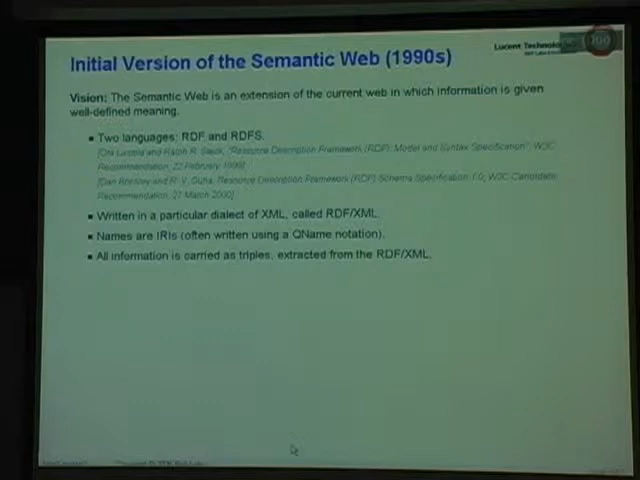 Initial Version of the Semantic Web (1990s)
Lucent Technologies
Vision: The Semantic Web is an extension of the current web in which information is given
well-defined meaning.
Two languages: RDF and RDFS.
[Ora Lassila and Ralph R. Swick, "Resource Description Framework (RDF): Model and Syntax Specification", W3C
Recommendation, 22 February 1999]
[Dan Brickley and R. V. Guha, Resource Description Framework (RDF) Schema Specification 1.0, W3C Candidate
Recommendation, 27 March 2000]
Written in a particular dialect of XML, called RDF/XML.
Names are IRIs (often written using a QName notation).
All information is carried as triples, extracted from the RDF/XML.